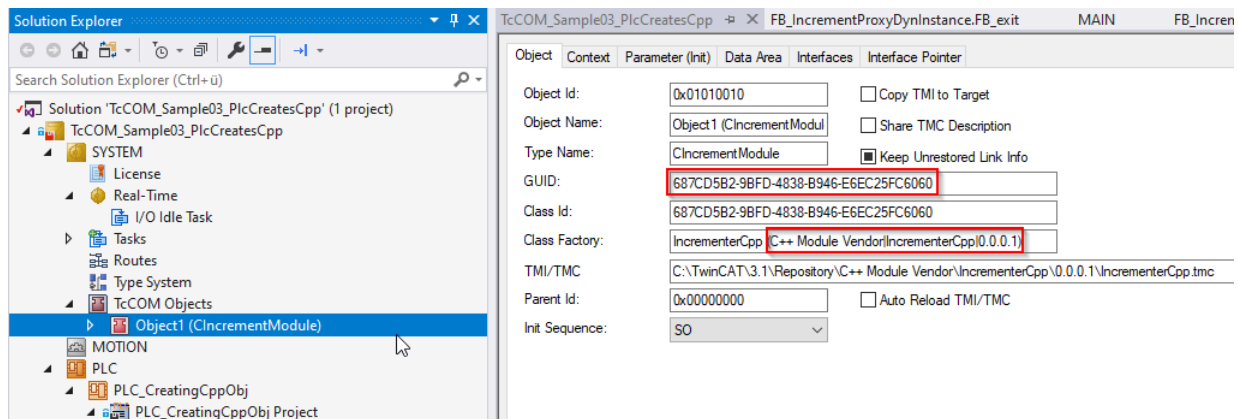 Solution Explorer
Search Solution Explorer (Ctrl+ü)
Solution 'TcCOM_Sample03_PlcCreatesCpp' (1 project)
TcCOM_Sample03_PlcCreatesCpp
SYSTEM
License
Real-Time
I/O Idle Task
Tasks
Routes
Type System
TcCOM Objects
Object1 (CIncrementModule)
MOTION
PLC
PLC_CreatingCppObj
PLC_CreatingCppObj Project
TcCOM_Sample03_PlcCreatesCpp FB_IncrementProxyDynInstance.FB_exit MAIN FB_Increm
Object Context Parameter (Init) Data Area Interfaces Interface Pointer
Object Id: 0x01010010 Copy TMI to Target
Object Name: Object1 (CIncrementModul Share TMC Description
Type Name: CIncrementModule Keep Unrestored Link Info
GUID: 687CD5B2-9BFD-4838-B946-E6EC25FC6060
Class Id: 687CD5B2-9BFD-4838-B946-E6EC25FC6060
Class Factory: IncrementerCpp (C++ Module Vendor|IncrementerCpp|0.0.0.1)
TMI/TMC C:\TwinCAT\3.1\Repository\C++ Module Vendor\IncrementerCpp\0.0.0.1\IncrementerCpp.tmc
Parent Id: 0x00000000 Auto Reload TMI/TMC
Init Sequence: SO